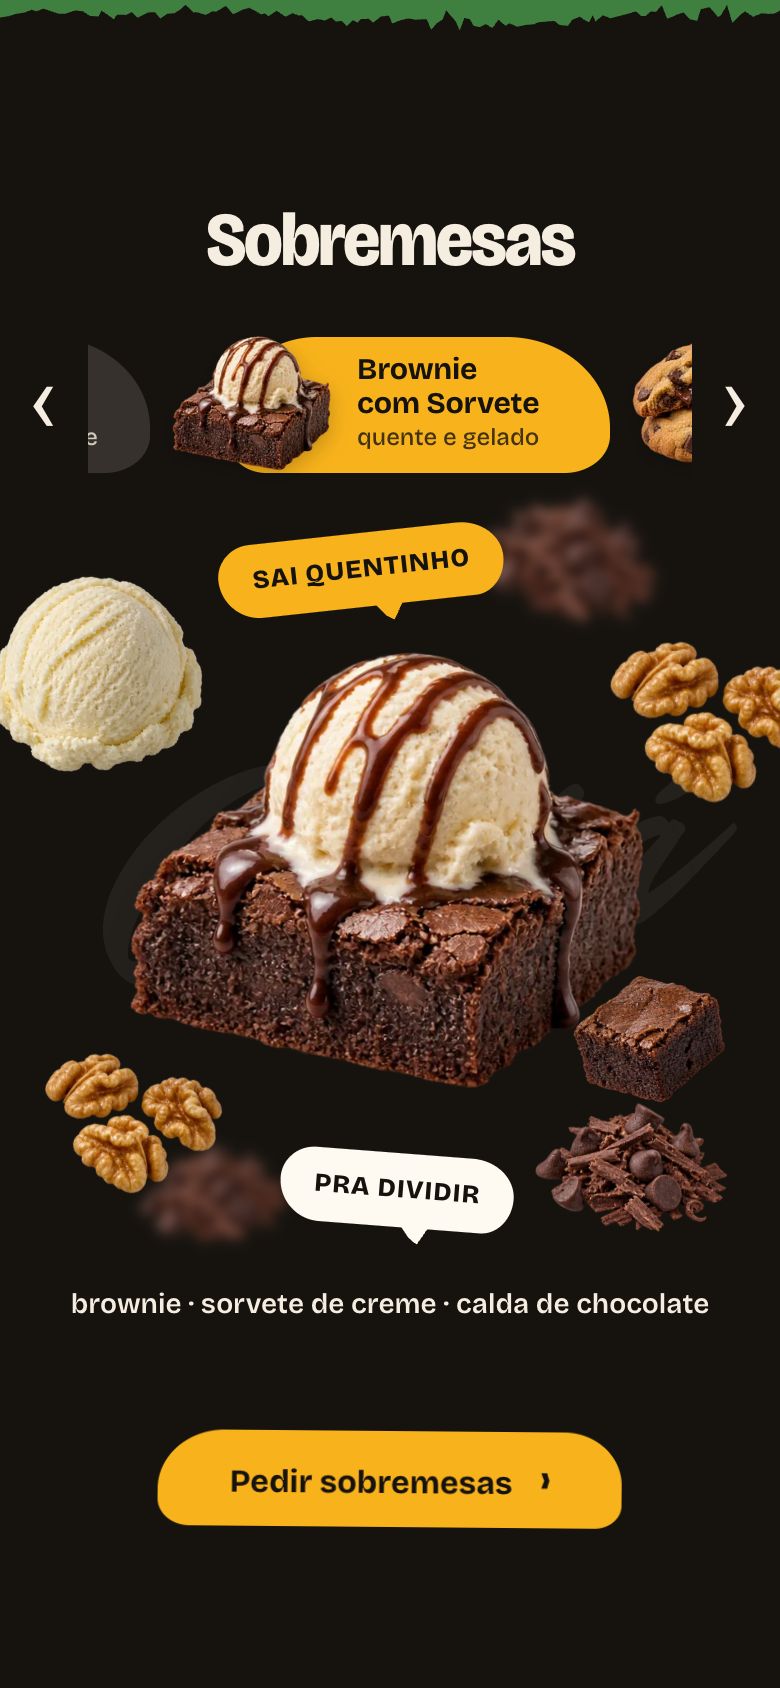 Sobremesas
e
Brownie
com Sorvete
quente e gelado
SAI QUENTINHO
PRA DIVIDIR
brownie · sorvete de creme · calda de chocolate
Pedir sobremesas